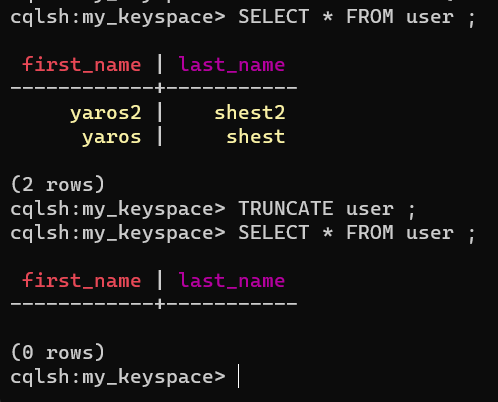 cqlsh:my_keyspace> SELECT * FROM user ;
first_name | last_name
------------+-----------
yaros2 | shest2
yaros | shest
(2 rows)
cqlsh:my_keyspace> TRUNCATE user ;
cqlsh:my_keyspace> SELECT * FROM user ;
first_name | last_name
------------+-----------
(0 rows)
cqlsh:my_keyspace>